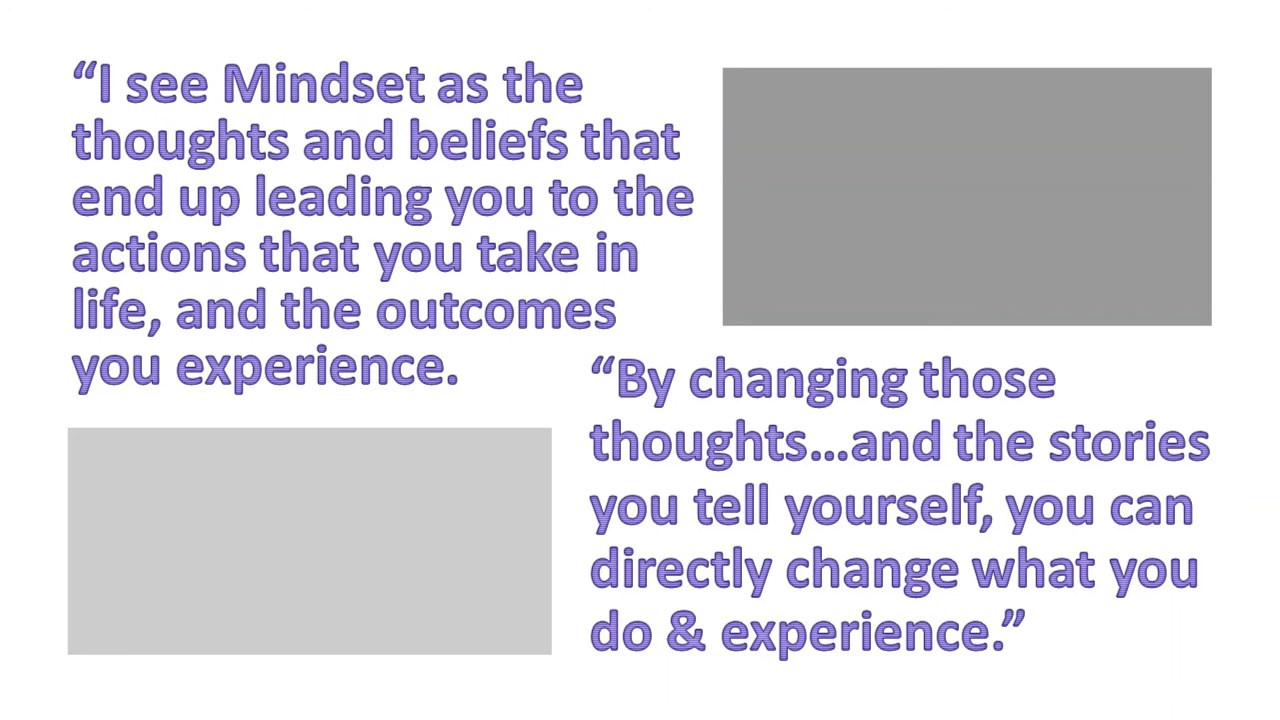 “I see Mindset as the
thoughts and beliefs that
end up leading you to the
actions that you take in
life, and the outcomes
you experience.
“By changing those
thoughts...and the stories
you tell yourself, you can
directly change what you
do & experience.”